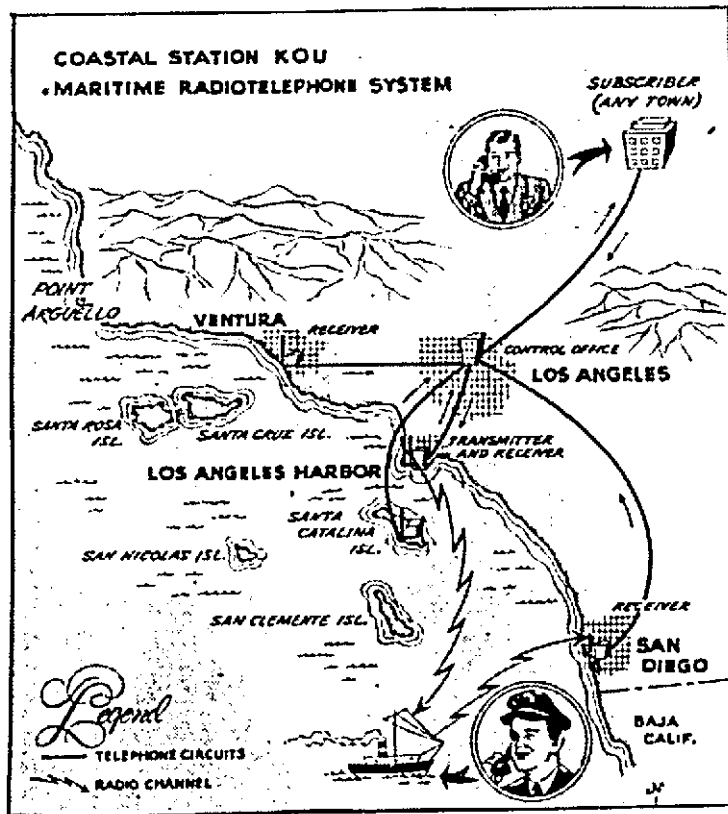 COASTAL STATION KOU
MARITIME RADIOTELEPHONE SYSTEM
SUBSCRIBER
(ANY TOWN)
POINT
ARGUELLO
VENTURA
RECEIVER
CONTROL OFFICE
LOS ANGELES
SANTA ROSA
ISL.
SANTA CRUZ ISL.
TRANSMITTER
AND RECEIVER
LOS ANGELES HARBOR
SANTA
CATALINA
ISL.
SAN NICOLAS ISL.
SAN CLEMENTE ISL.
RECEIVER
SAN
DIEGO
BAJA
CALIF.
Legend
TELEPHONE CIRCUITS
RADIO CHANNEL